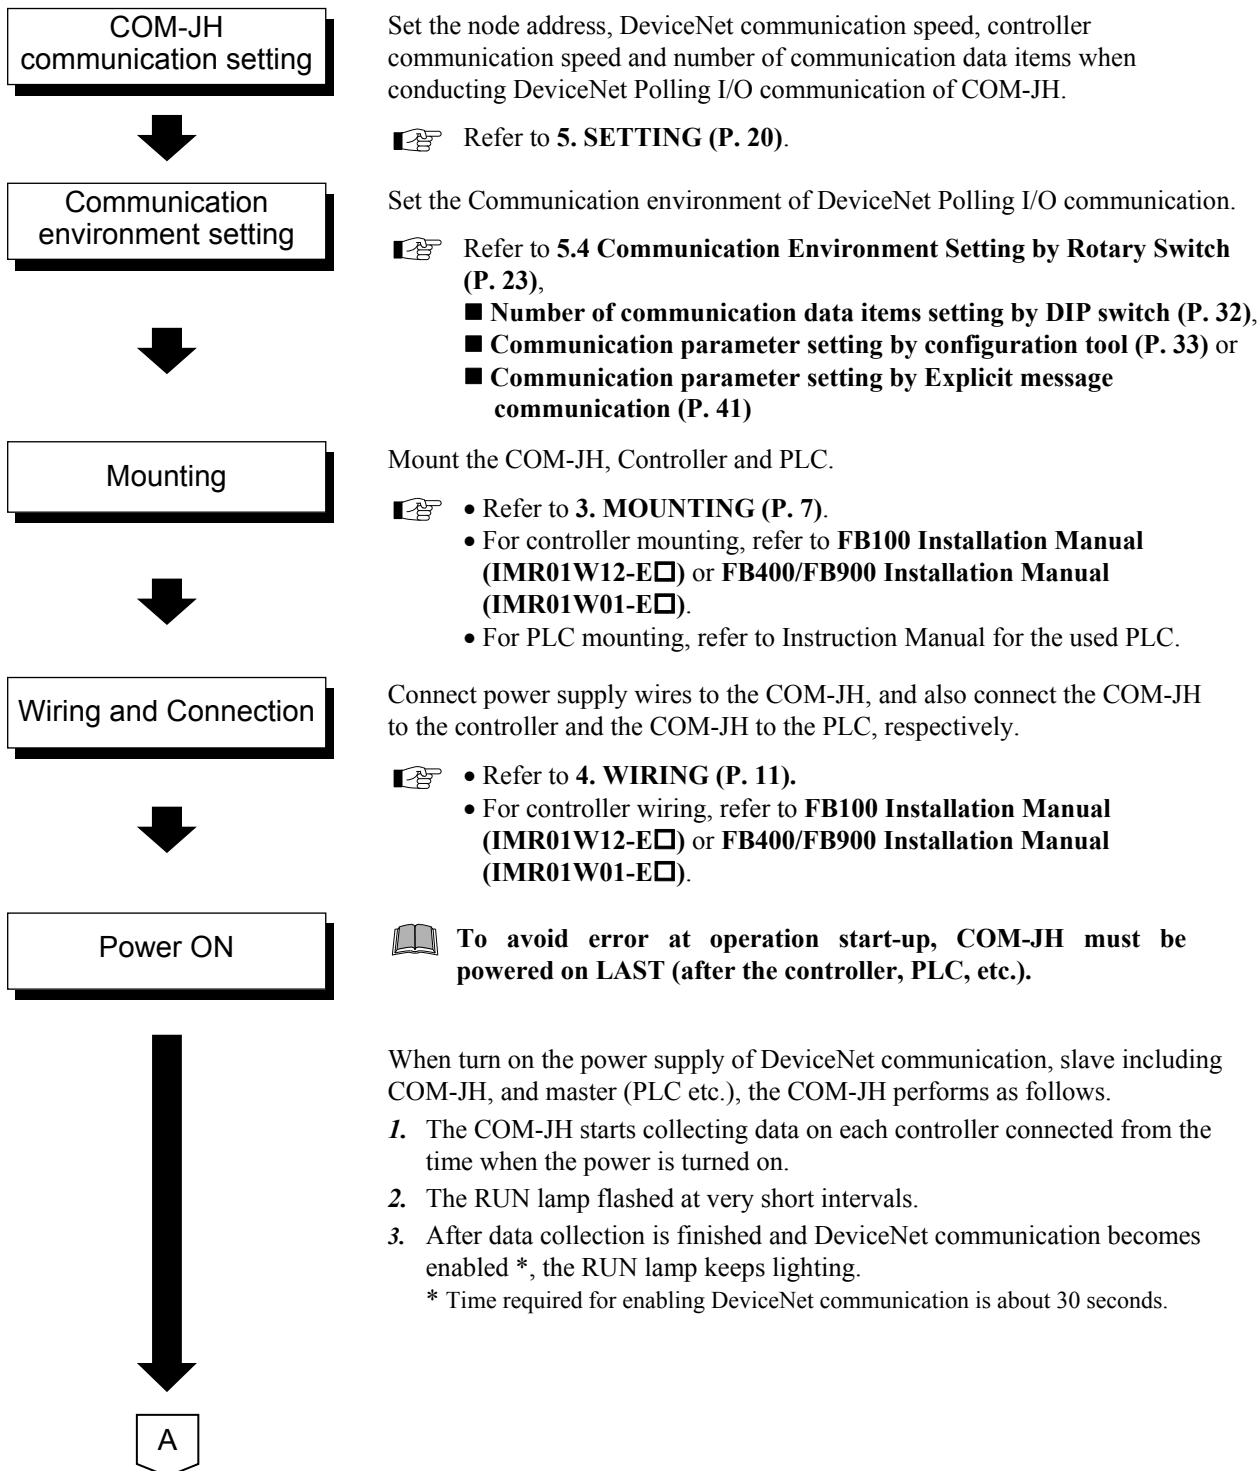 COM-JH
communication setting
Set the node address, DeviceNet communication speed, controller
communication speed and number of communication data items when
conducting DeviceNet Polling I/O communication of COM-JH.
Refer to 5. SETTING (P. 20).
Communication
environment setting
Set the Communication environment of DeviceNet Polling I/O communication.
Refer to 5.4 Communication Environment Setting by Rotary Switch
(P. 23),
■ Number of communication data items setting by DIP switch (P. 32),
■ Communication parameter setting by configuration tool (P. 33) or
■ Communication parameter setting by Explicit message
communication (P. 41)
Mounting
Mount the COM-JH, Controller and PLC.
• Refer to 3. MOUNTING (P. 7).
• For controller mounting, refer to FB100 Installation Manual
(IMR01W12-E□) or FB400/FB900 Installation Manual
(IMR01W01-E□).
• For PLC mounting, refer to Instruction Manual for the used PLC.
Wiring and Connection
Connect power supply wires to the COM-JH, and also connect the COM-JH
to the controller and the COM-JH to the PLC, respectively.
• Refer to 4. WIRING (P. 11).
• For controller wiring, refer to FB100 Installation Manual
(IMR01W12-E□) or FB400/FB900 Installation Manual
(IMR01W01-E□).
Power ON
To avoid error at operation start-up, COM-JH must be
powered on LAST (after the controller, PLC, etc.).
When turn on the power supply of DeviceNet communication, slave including
COM-JH, and master (PLC etc.), the COM-JH performs as follows.
1. The COM-JH starts collecting data on each controller connected from the
time when the power is turned on.
2. The RUN lamp flashed at very short intervals.
3. After data collection is finished and DeviceNet communication becomes
enabled *, the RUN lamp keeps lighting.
* Time required for enabling DeviceNet communication is about 30 seconds.
A